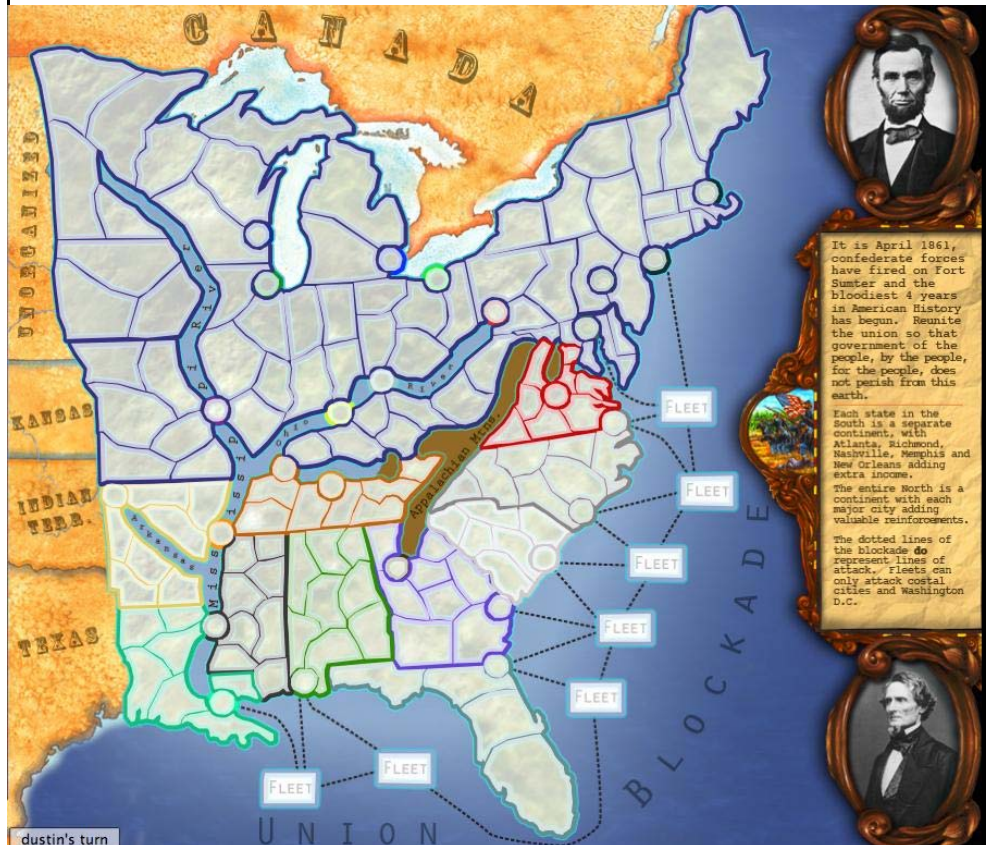 CANADA
UNORGANIZED
KANSAS
INDIAN
TERR.
TEXAS
Mississippi River
Ohio River
Arkansas
Appalachian Mtns.
FLEET
FLEET
FLEET
FLEET
FLEET
FLEET
FLEET
UNION
BLOCKADE
dustin's turn
It is April 1861,
confederate forces
have fired on Fort
Sumter and the
bloodiest 4 years
in American History
has begun. Reunite
the union so that
government of the
people, by the people,
for the people, does
not perish from this
earth.
Each state in the
South is a separate
continent, with
Atlanta, Richmond,
Nashville, Memphis and
New Orleans adding
extra income.
The entire North is a
continent with each
major city adding
valuable reinforcements.
The dotted lines of
the blockade do
represent lines of
attack. Fleets can
only attack costal
cities and Washington
D.C.